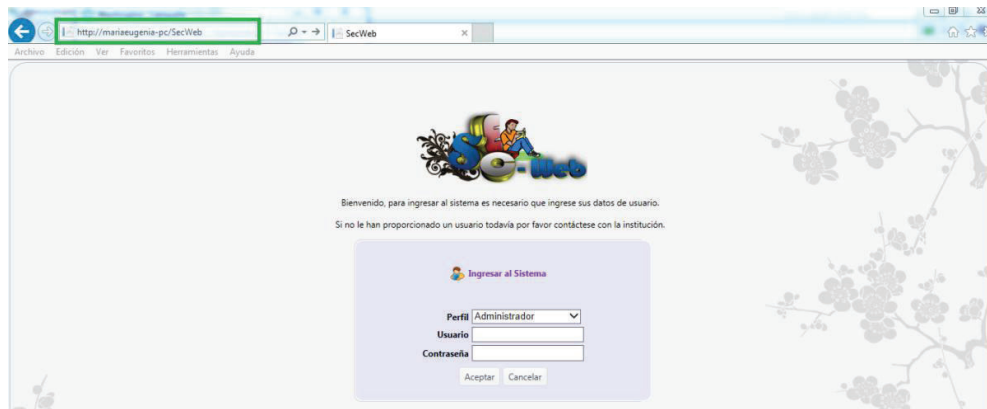 http://mariaeugenia-pc/SecWeb
SecWeb
Archivo Edición Ver Favoritos Herramientas Ayuda
SEC-Web
Bienvenido, para ingresar al sistema es necesario que ingrese sus datos de usuario.
Si no le han proporcionado un usuario todavía por favor contáctese con la institución.
Ingresar al Sistema
Perfil Administrador
Usuario
Contraseña
Aceptar Cancelar